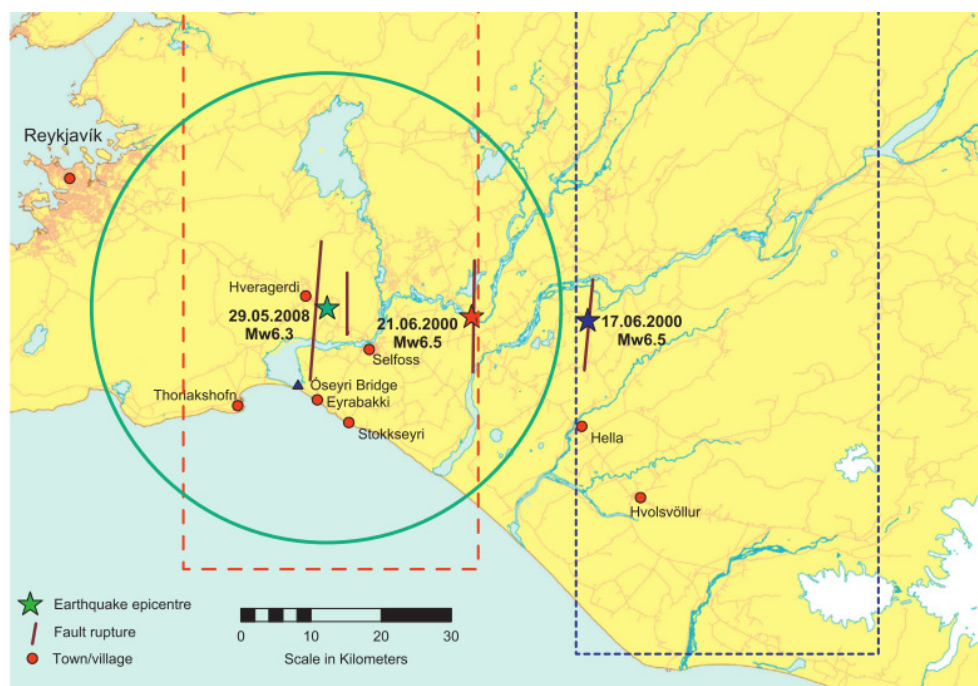 Reykjavík
Hveragerdi
29.05.2008
Mw6.3
21.06.2000
Mw6.5
17.06.2000
Mw6.5
Selfoss
Óseyri Bridge
Thorlakshofn
Eyrabakki
Stokkseyri
Hella
Hvolsvöllur
Earthquake epicentre
Fault rupture
Town/village
0 10 20 30
Scale in Kilometers